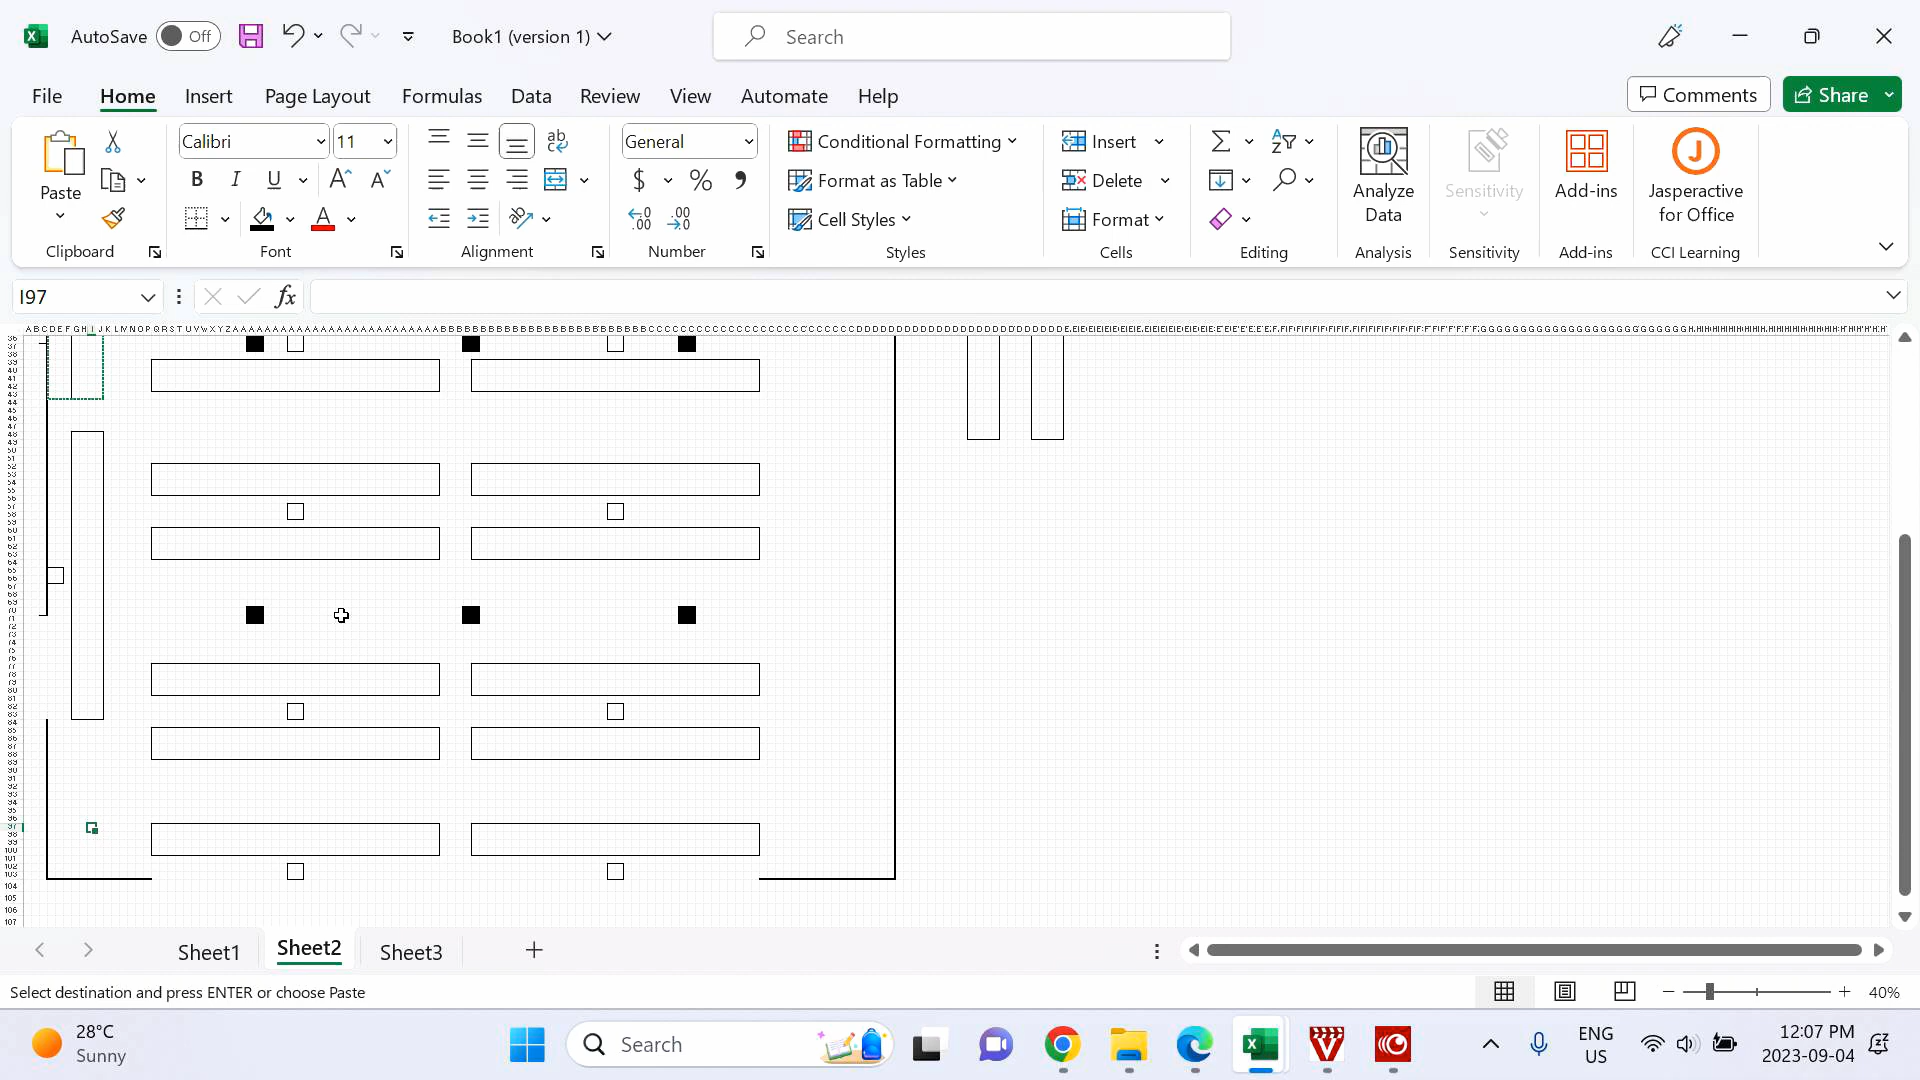 AutoSave Off Book1 (version 1) Search
File Home Insert Page Layout Formulas Data Review View Automate Help Comments Share
Paste Calibri 11 General Conditional Formatting Insert
Format as Table Delete
Cell Styles Format
Analyze Data
Sensitivity
Add-ins
Jasperactive for Office
Clipboard Font Alignment Number Styles Cells Editing Analysis Sensitivity Add-ins CCI Learning
I97 fx
Sheet1 Sheet2 Sheet3
Select destination and press ENTER or choose Paste 40%
28°C
Sunny
Search
ENG
US
12:07 PM
2023-09-04